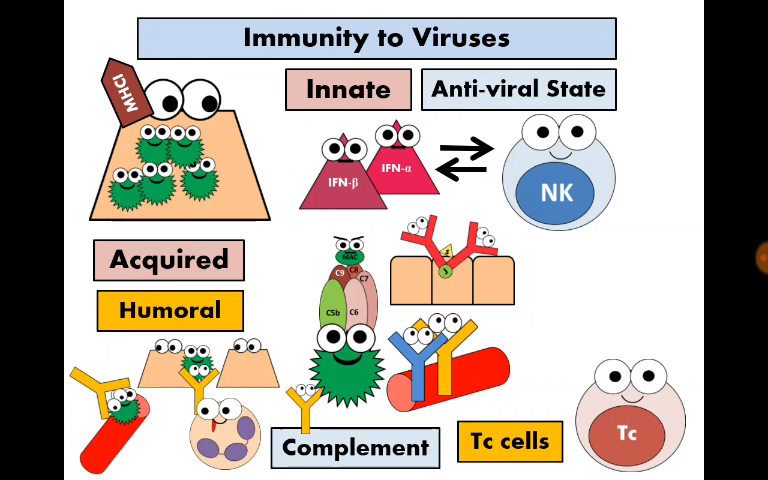 Immunity to Viruses
MHCI
Innate
Anti-viral State
IFN-β
IFN-α
NK
Acquired
Humoral
MAC
C9
C8
C7
C5b
C6
Complement
Tc cells
Tc